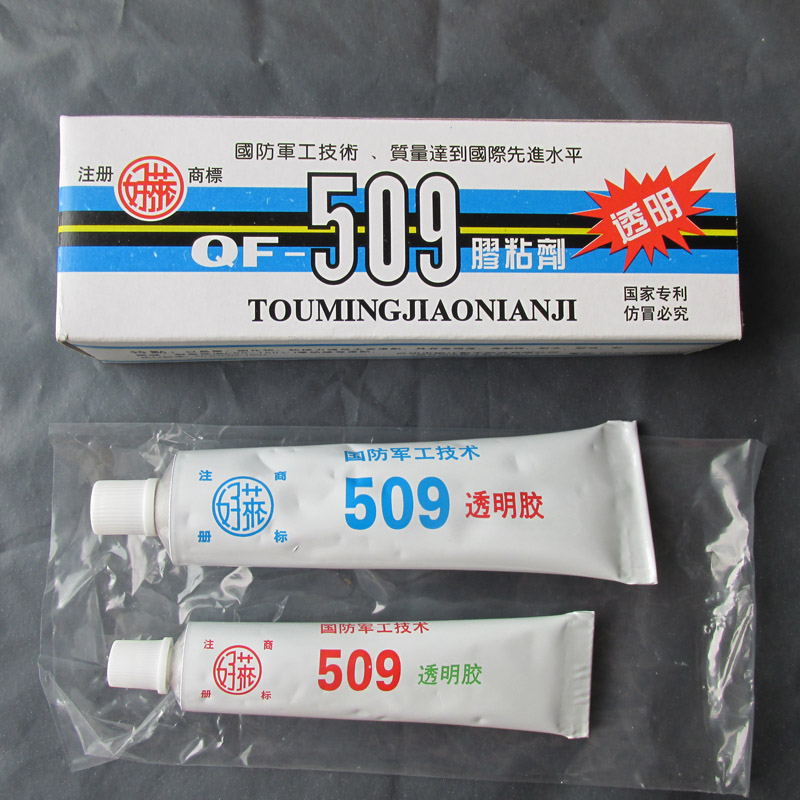 國防軍工技術、質量達到國際先進水平
注册 好萊 商標
QF-509膠粘劑
透明
TOUMINGJIAONIANJI
国家专利
仿冒必究
国防军工技术
注 商
册 标
509 透明胶
国防军工技术
注 商
册 标
509 透明胶